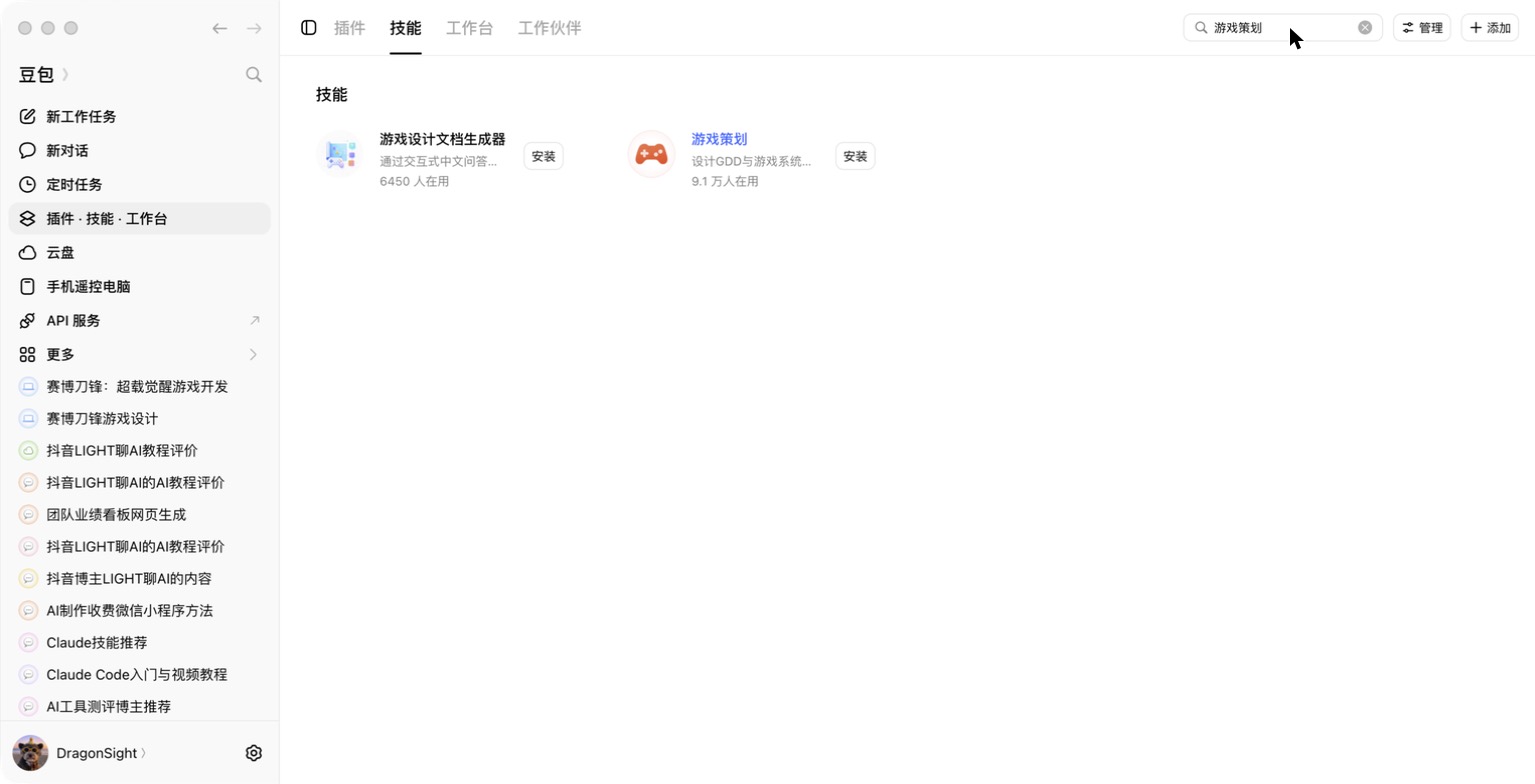 豆包
新工作任务
新对话
定时任务
插件 · 技能 · 工作台
云盘
手机遥控电脑
API 服务
更多
赛博刀锋：超载觉醒游戏开发
赛博刀锋游戏设计
抖音LIGHT聊AI教程评价
抖音LIGHT聊AI的AI教程评价
团队业绩看板网页生成
抖音LIGHT聊AI的AI教程评价
抖音博主LIGHT聊AI的内容
AI制作收费微信小程序方法
Claude技能推荐
Claude Code入门与视频教程
AI工具测评博主推荐
DragonSight
插件 技能 工作台 工作伙伴
游戏策划
管理
添加
技能
游戏设计文档生成器
通过交互式中文问答...
6450 人在用
安装
游戏策划
设计GDD与游戏系统...
9.1 万人在用
安装